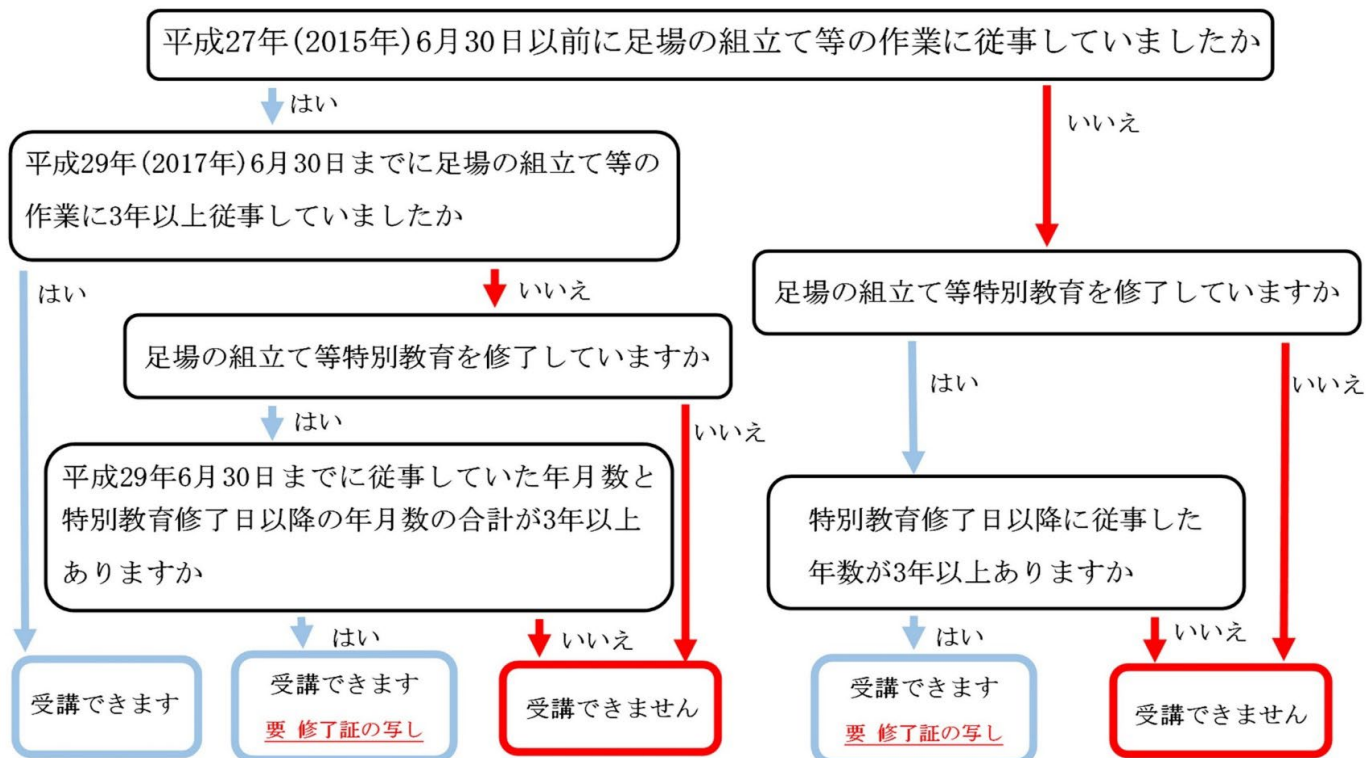 平成27年(2015年)6月30日以前に足場の組立て等の作業に従事していましたか
はい
いいえ
平成29年(2017年)6月30日までに足場の組立て等の
作業に3年以上従事していましたか
はい
いいえ
足場の組立て等特別教育を修了していますか
足場の組立て等特別教育を修了していますか
はい
いいえ
はい
いいえ
平成29年6月30日までに従事していた年月数と
特別教育修了日以降の年月数の合計が3年以上
ありますか
特別教育修了日以降に従事した
年数が3年以上ありますか
はい
いいえ
はい
いいえ
受講できます
受講できます
要 修了証の写し
受講できません
受講できます
要 修了証の写し
受講できません